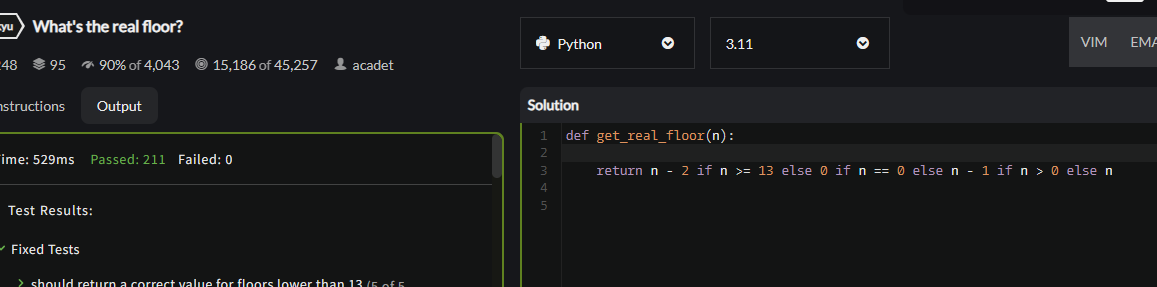 yu What's the real floor?
48 95 90% of 4,043 15,186 of 45,257 acadet
nstructions Output
ime: 529ms Passed: 211 Failed: 0
Test Results:
Fixed Tests
should return a correct value for floors lower than 13 (5 of 5
Python 3.11 VIM EMA
Solution
1 def get_real_floor(n):
2
3 return n - 2 if n >= 13 else 0 if n == 0 else n - 1 if n > 0 else n
4
5